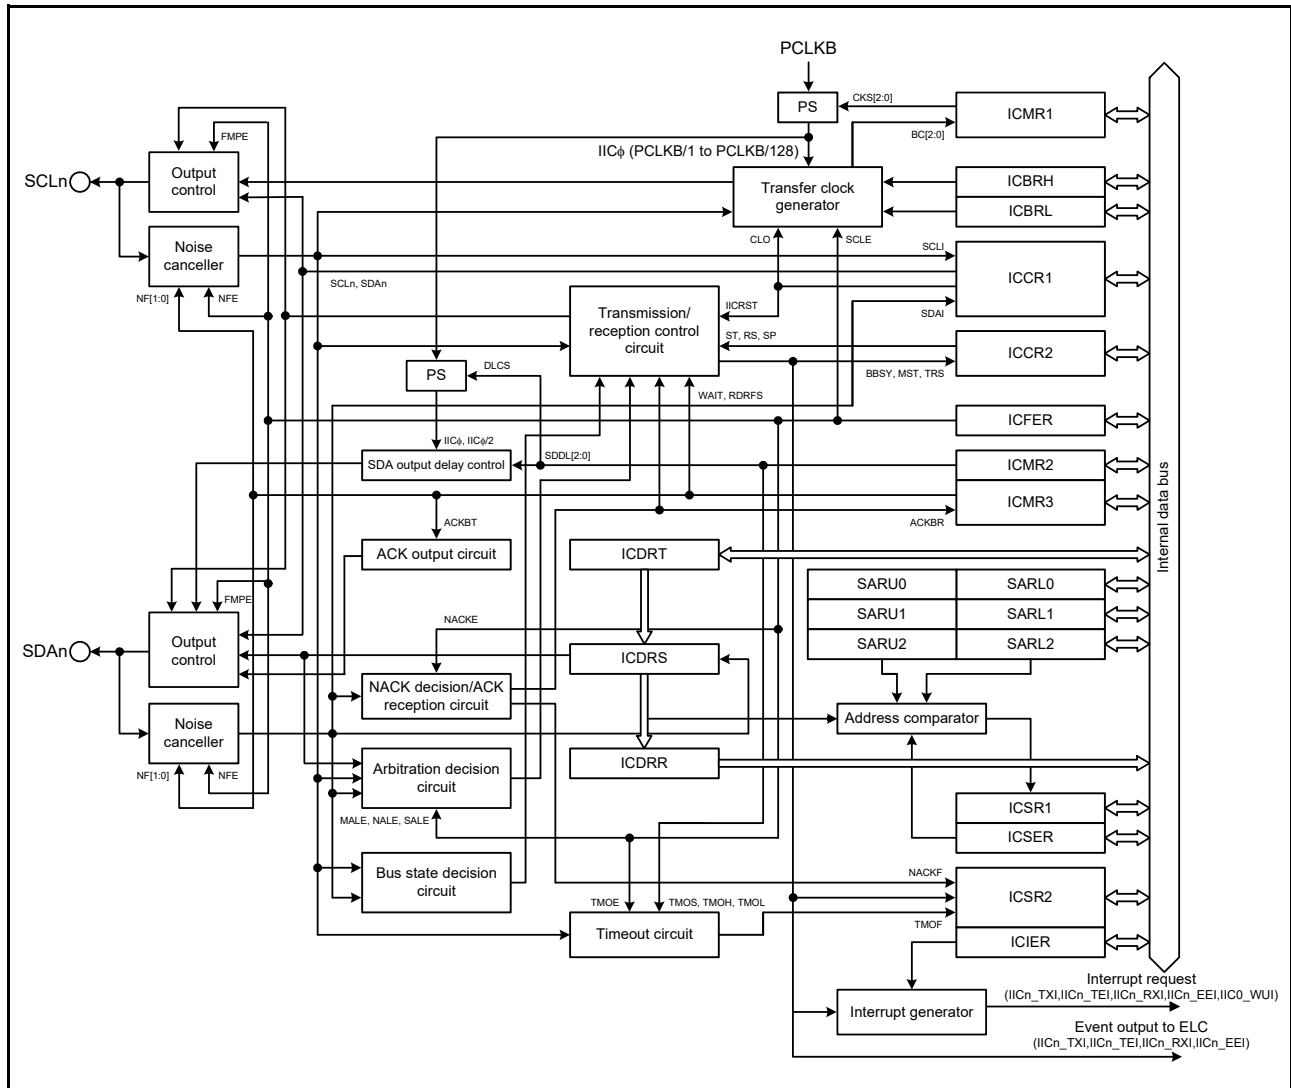 PCLKB
PS
CKS[2:0]
ICMR1
BC[2:0]
FMPE
IICφ (PCLKB/1 to PCLKB/128)
SCLn
Output
control
Transfer clock
generator
ICBRH
ICBRL
Noise
canceller
CLO
SCLE
SCLI
ICCR1
NF[1:0]
NFE
SCLn, SDAn
IICRST
SDAI
Transmission/
reception control
circuit
ST, RS, SP
ICCR2
BBSY, MST, TRS
PS
DLCS
WAIT, RDRFS
ICFER
IICφ, IICφ/2
SDA output delay control
SDDL[2:0]
ICMR2
ICMR3
ACKBT
ACKBR
ACK output circuit
ICDRT
Internal data bus
FMPE
SARU0
SARL0
SARU1
SARL1
SARU2
SARL2
SDAn
Output
control
NACKE
ICDRS
NACK decision/ACK
reception circuit
Address comparator
Noise
canceller
NF[1:0]
NFE
Arbitration decision
circuit
ICDRR
MALE, NALE, SALE
ICSR1
ICSER
Bus state decision
circuit
NACKF
ICSR2
TMOE
TMOS, TMOH, TMOL
TMOF
Timeout circuit
ICIER
Interrupt generator
Interrupt request
(IICn_TXI,IICn_TEI,IICn_RXI,IICn_EEI,IIC0_WUI)
Event output to ELC
(IICn_TXI,IICn_TEI,IICn_RXI,IICn_EEI)